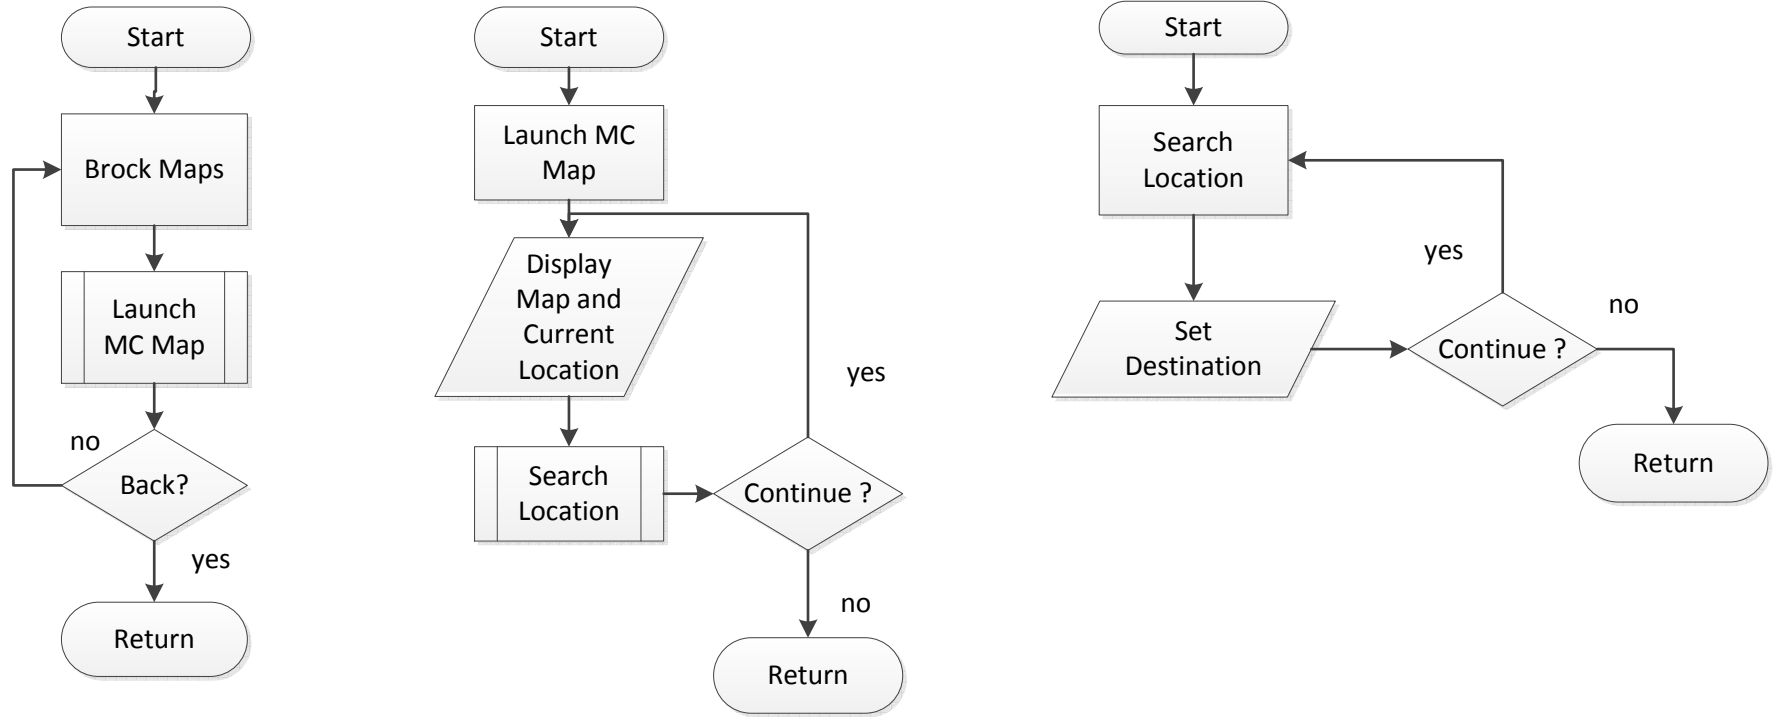 Start
Brock Maps
Launch
MC Map
no
Back?
yes
Return
Start
Launch MC
Map
Display
Map and
Current
Location
yes
Search
Location
Continue ?
no
Return
Start
Search
Location
yes
no
Set
Destination
Continue ?
Return